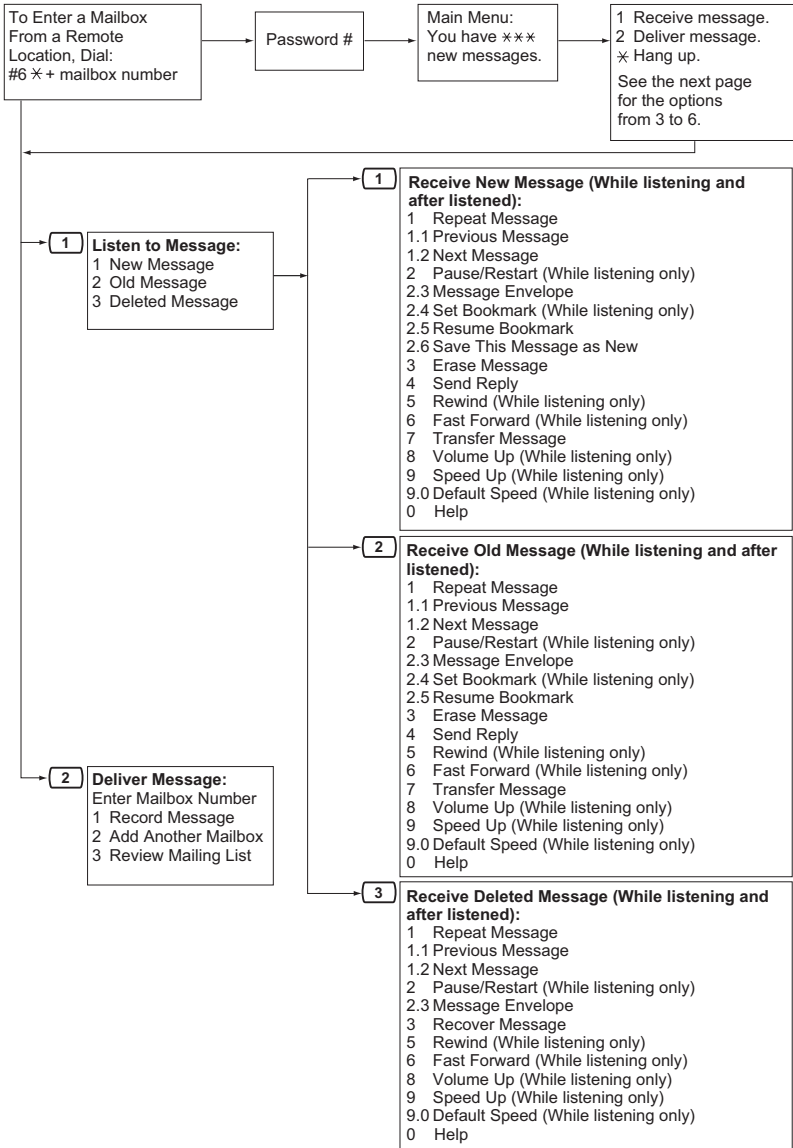 To Enter a Mailbox
From a Remote
Location, Dial:
#6 ✳ + mailbox number
Password #
Main Menu:
You have ✳✳✳
new messages.
1 Receive message.
2 Deliver message.
✳ Hang up.
See the next page
for the options
from 3 to 6.
1
Listen to Message:
1 New Message
2 Old Message
3 Deleted Message
1
Receive New Message (While listening and
after listened):
1 Repeat Message
1.1 Previous Message
1.2 Next Message
2 Pause/Restart (While listening only)
2.3 Message Envelope
2.4 Set Bookmark (While listening only)
2.5 Resume Bookmark
2.6 Save This Message as New
3 Erase Message
4 Send Reply
5 Rewind (While listening only)
6 Fast Forward (While listening only)
7 Transfer Message
8 Volume Up (While listening only)
9 Speed Up (While listening only)
9.0 Default Speed (While listening only)
0 Help
2
Receive Old Message (While listening and after
listened):
1 Repeat Message
1.1 Previous Message
1.2 Next Message
2 Pause/Restart (While listening only)
2.3 Message Envelope
2.4 Set Bookmark (While listening only)
2.5 Resume Bookmark
3 Erase Message
4 Send Reply
5 Rewind (While listening only)
6 Fast Forward (While listening only)
7 Transfer Message
8 Volume Up (While listening only)
9 Speed Up (While listening only)
9.0 Default Speed (While listening only)
0 Help
2
Deliver Message:
Enter Mailbox Number
1 Record Message
2 Add Another Mailbox
3 Review Mailing List
3
Receive Deleted Message (While listening and
after listened):
1 Repeat Message
1.1 Previous Message
1.2 Next Message
2 Pause/Restart (While listening only)
2.3 Message Envelope
3 Recover Message
5 Rewind (While listening only)
6 Fast Forward (While listening only)
8 Volume Up (While listening only)
9 Speed Up (While listening only)
9.0 Default Speed (While listening only)
0 Help